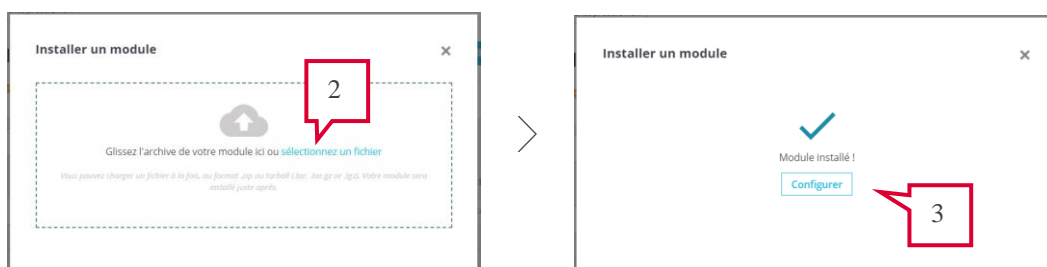 Installer un module
×
2
Glissez l'archive de votre module ici ou sélectionnez un fichier
Vous pouvez charger un fichier à la fois, au format .zip ou tarball (.tar, .tar.gz or .tgz). Votre module sera
installé juste après.
Installer un module
×
Module installé !
Configurer
3